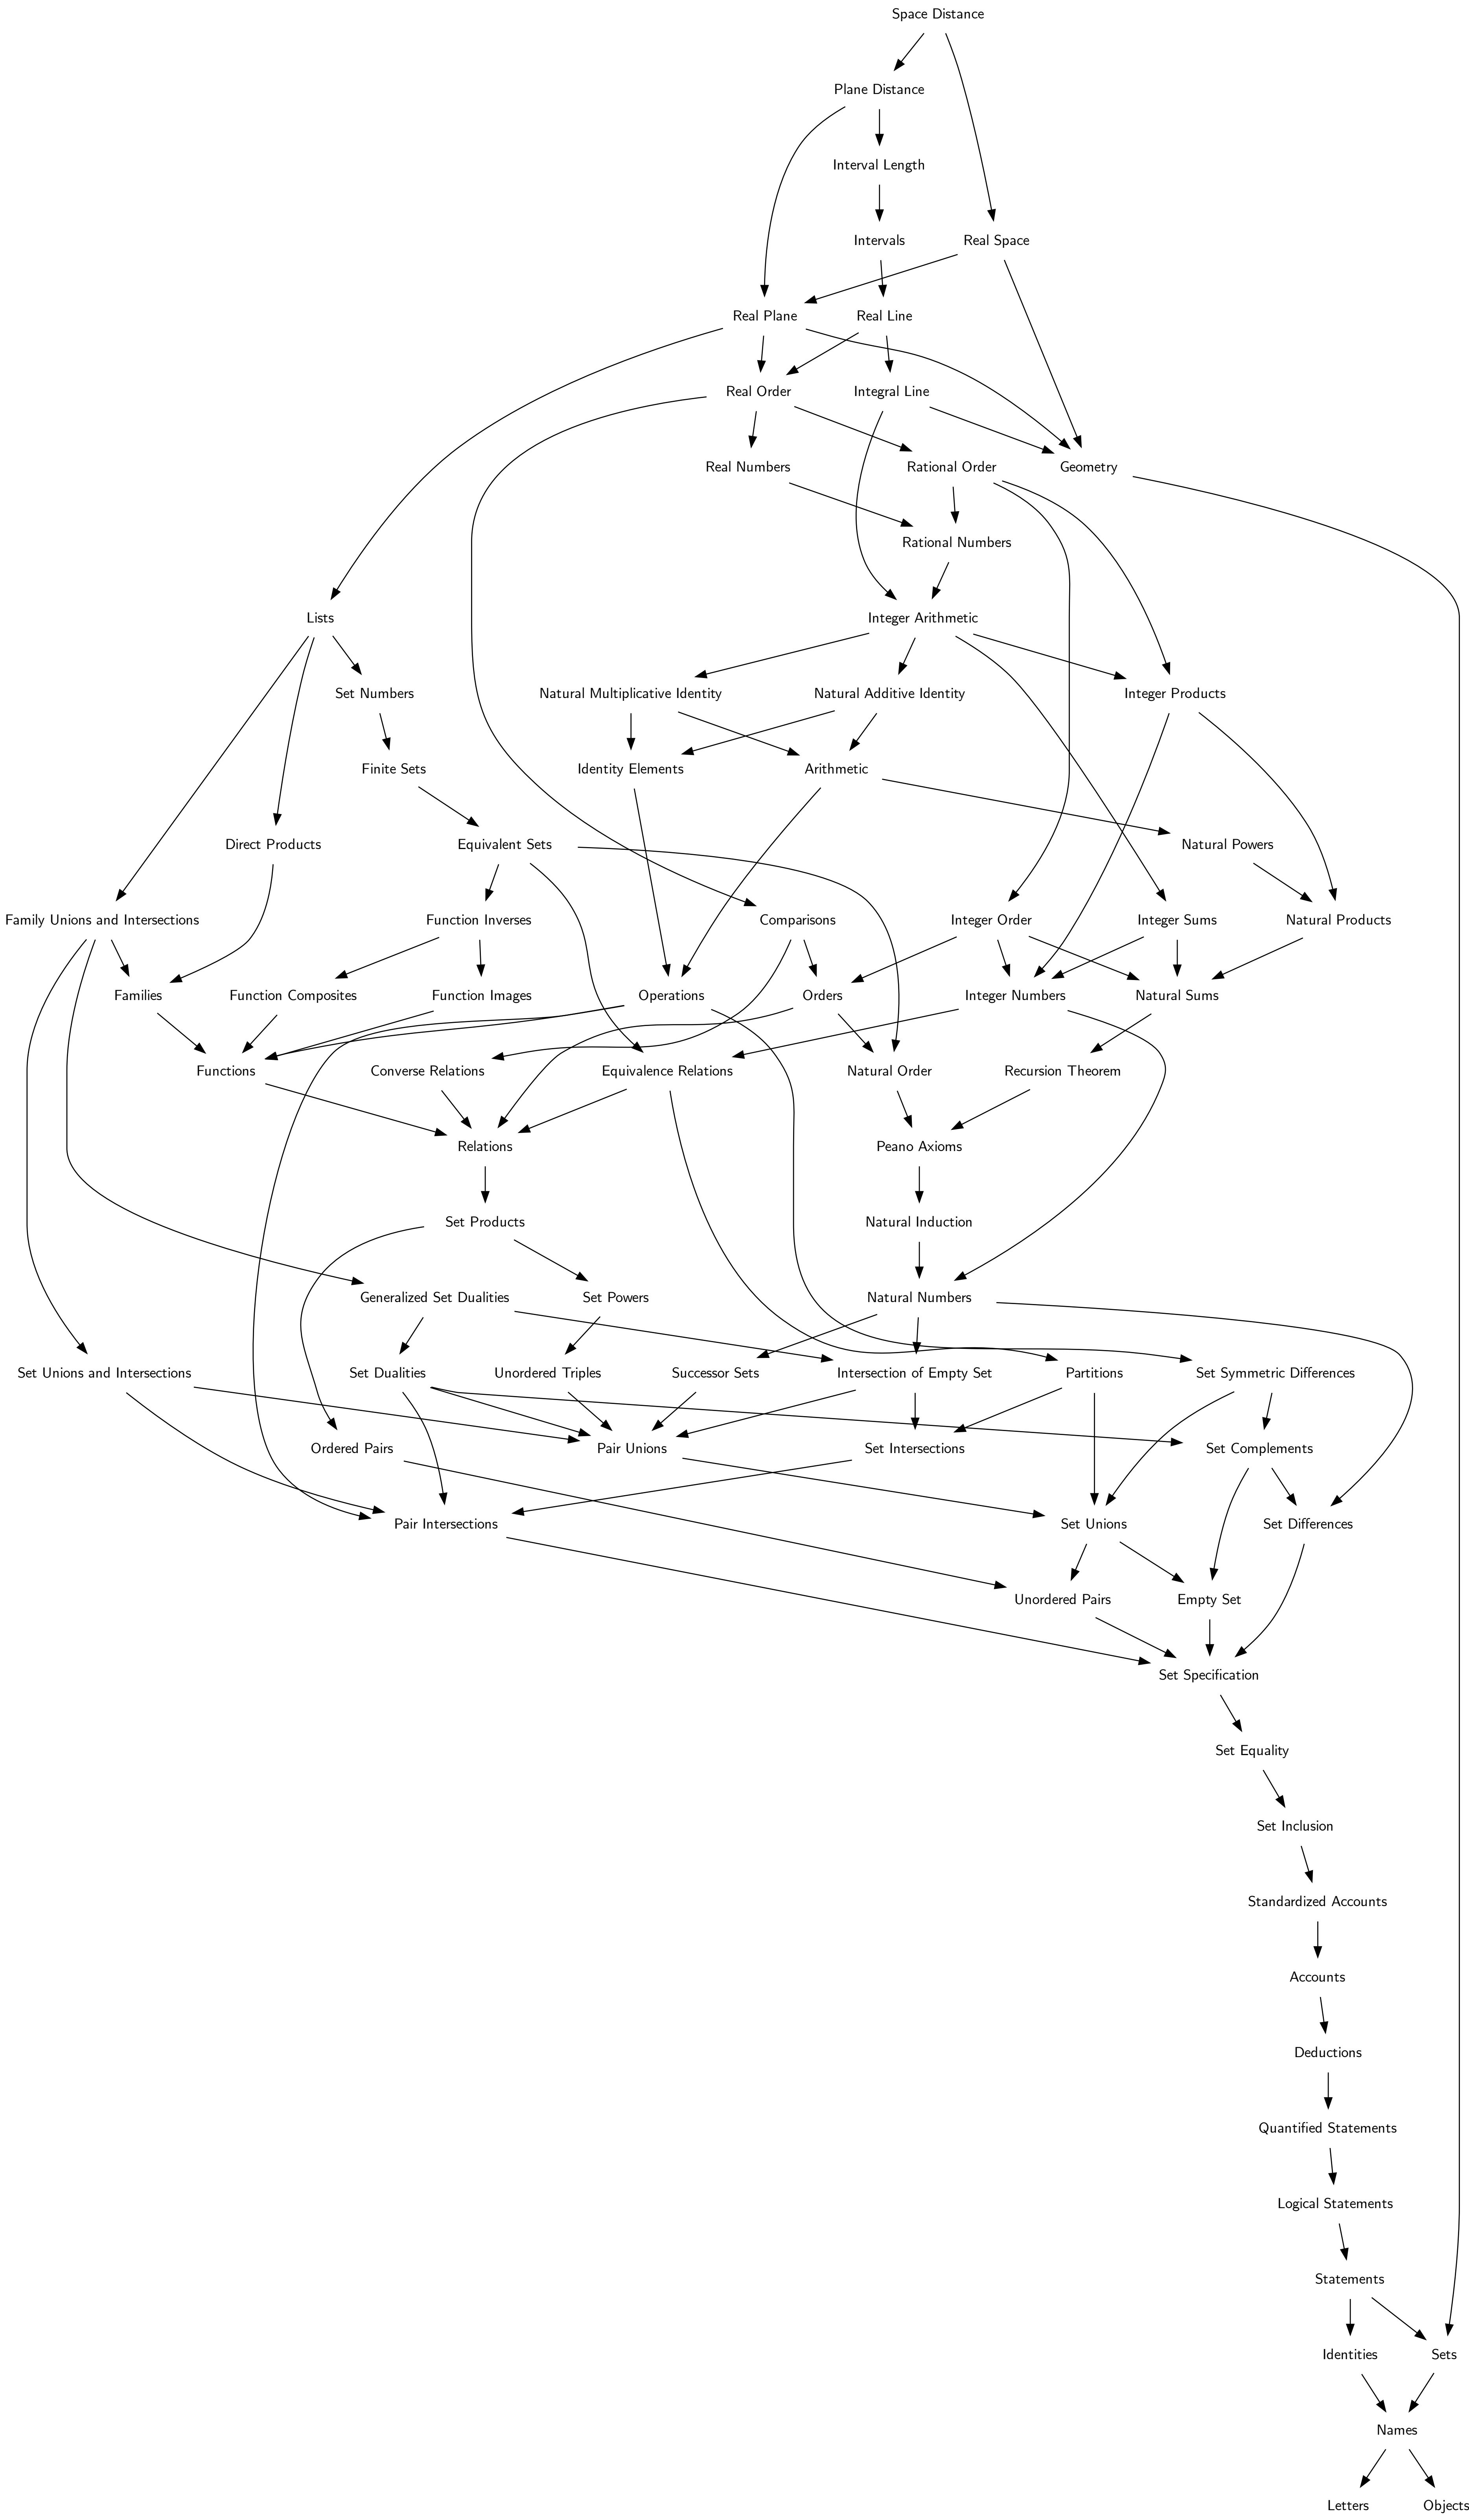 Space Distance
Plane Distance
Interval Length
Intervals
Real Space
Real Plane
Real Line
Real Order
Integral Line
Real Numbers
Rational Order
Geometry
Rational Numbers
Lists
Integer Arithmetic
Set Numbers
Natural Multiplicative Identity
Natural Additive Identity
Integer Products
Finite Sets
Identity Elements
Arithmetic
Direct Products
Equivalent Sets
Natural Powers
Family Unions and Intersections
Function Inverses
Comparisons
Integer Order
Integer Sums
Natural Products
Families
Function Composites
Function Images
Operations
Orders
Integer Numbers
Natural Sums
Functions
Converse Relations
Equivalence Relations
Natural Order
Recursion Theorem
Relations
Peano Axioms
Set Products
Natural Induction
Generalized Set Dualities
Set Powers
Natural Numbers
Set Unions and Intersections
Set Dualities
Unordered Triples
Successor Sets
Intersection of Empty Set
Partitions
Set Symmetric Differences
Ordered Pairs
Pair Unions
Set Intersections
Set Complements
Pair Intersections
Set Unions
Set Differences
Unordered Pairs
Empty Set
Set Specification
Set Equality
Set Inclusion
Standardized Accounts
Accounts
Deductions
Quantified Statements
Logical Statements
Statements
Identities
Sets
Names
Letters
Objects